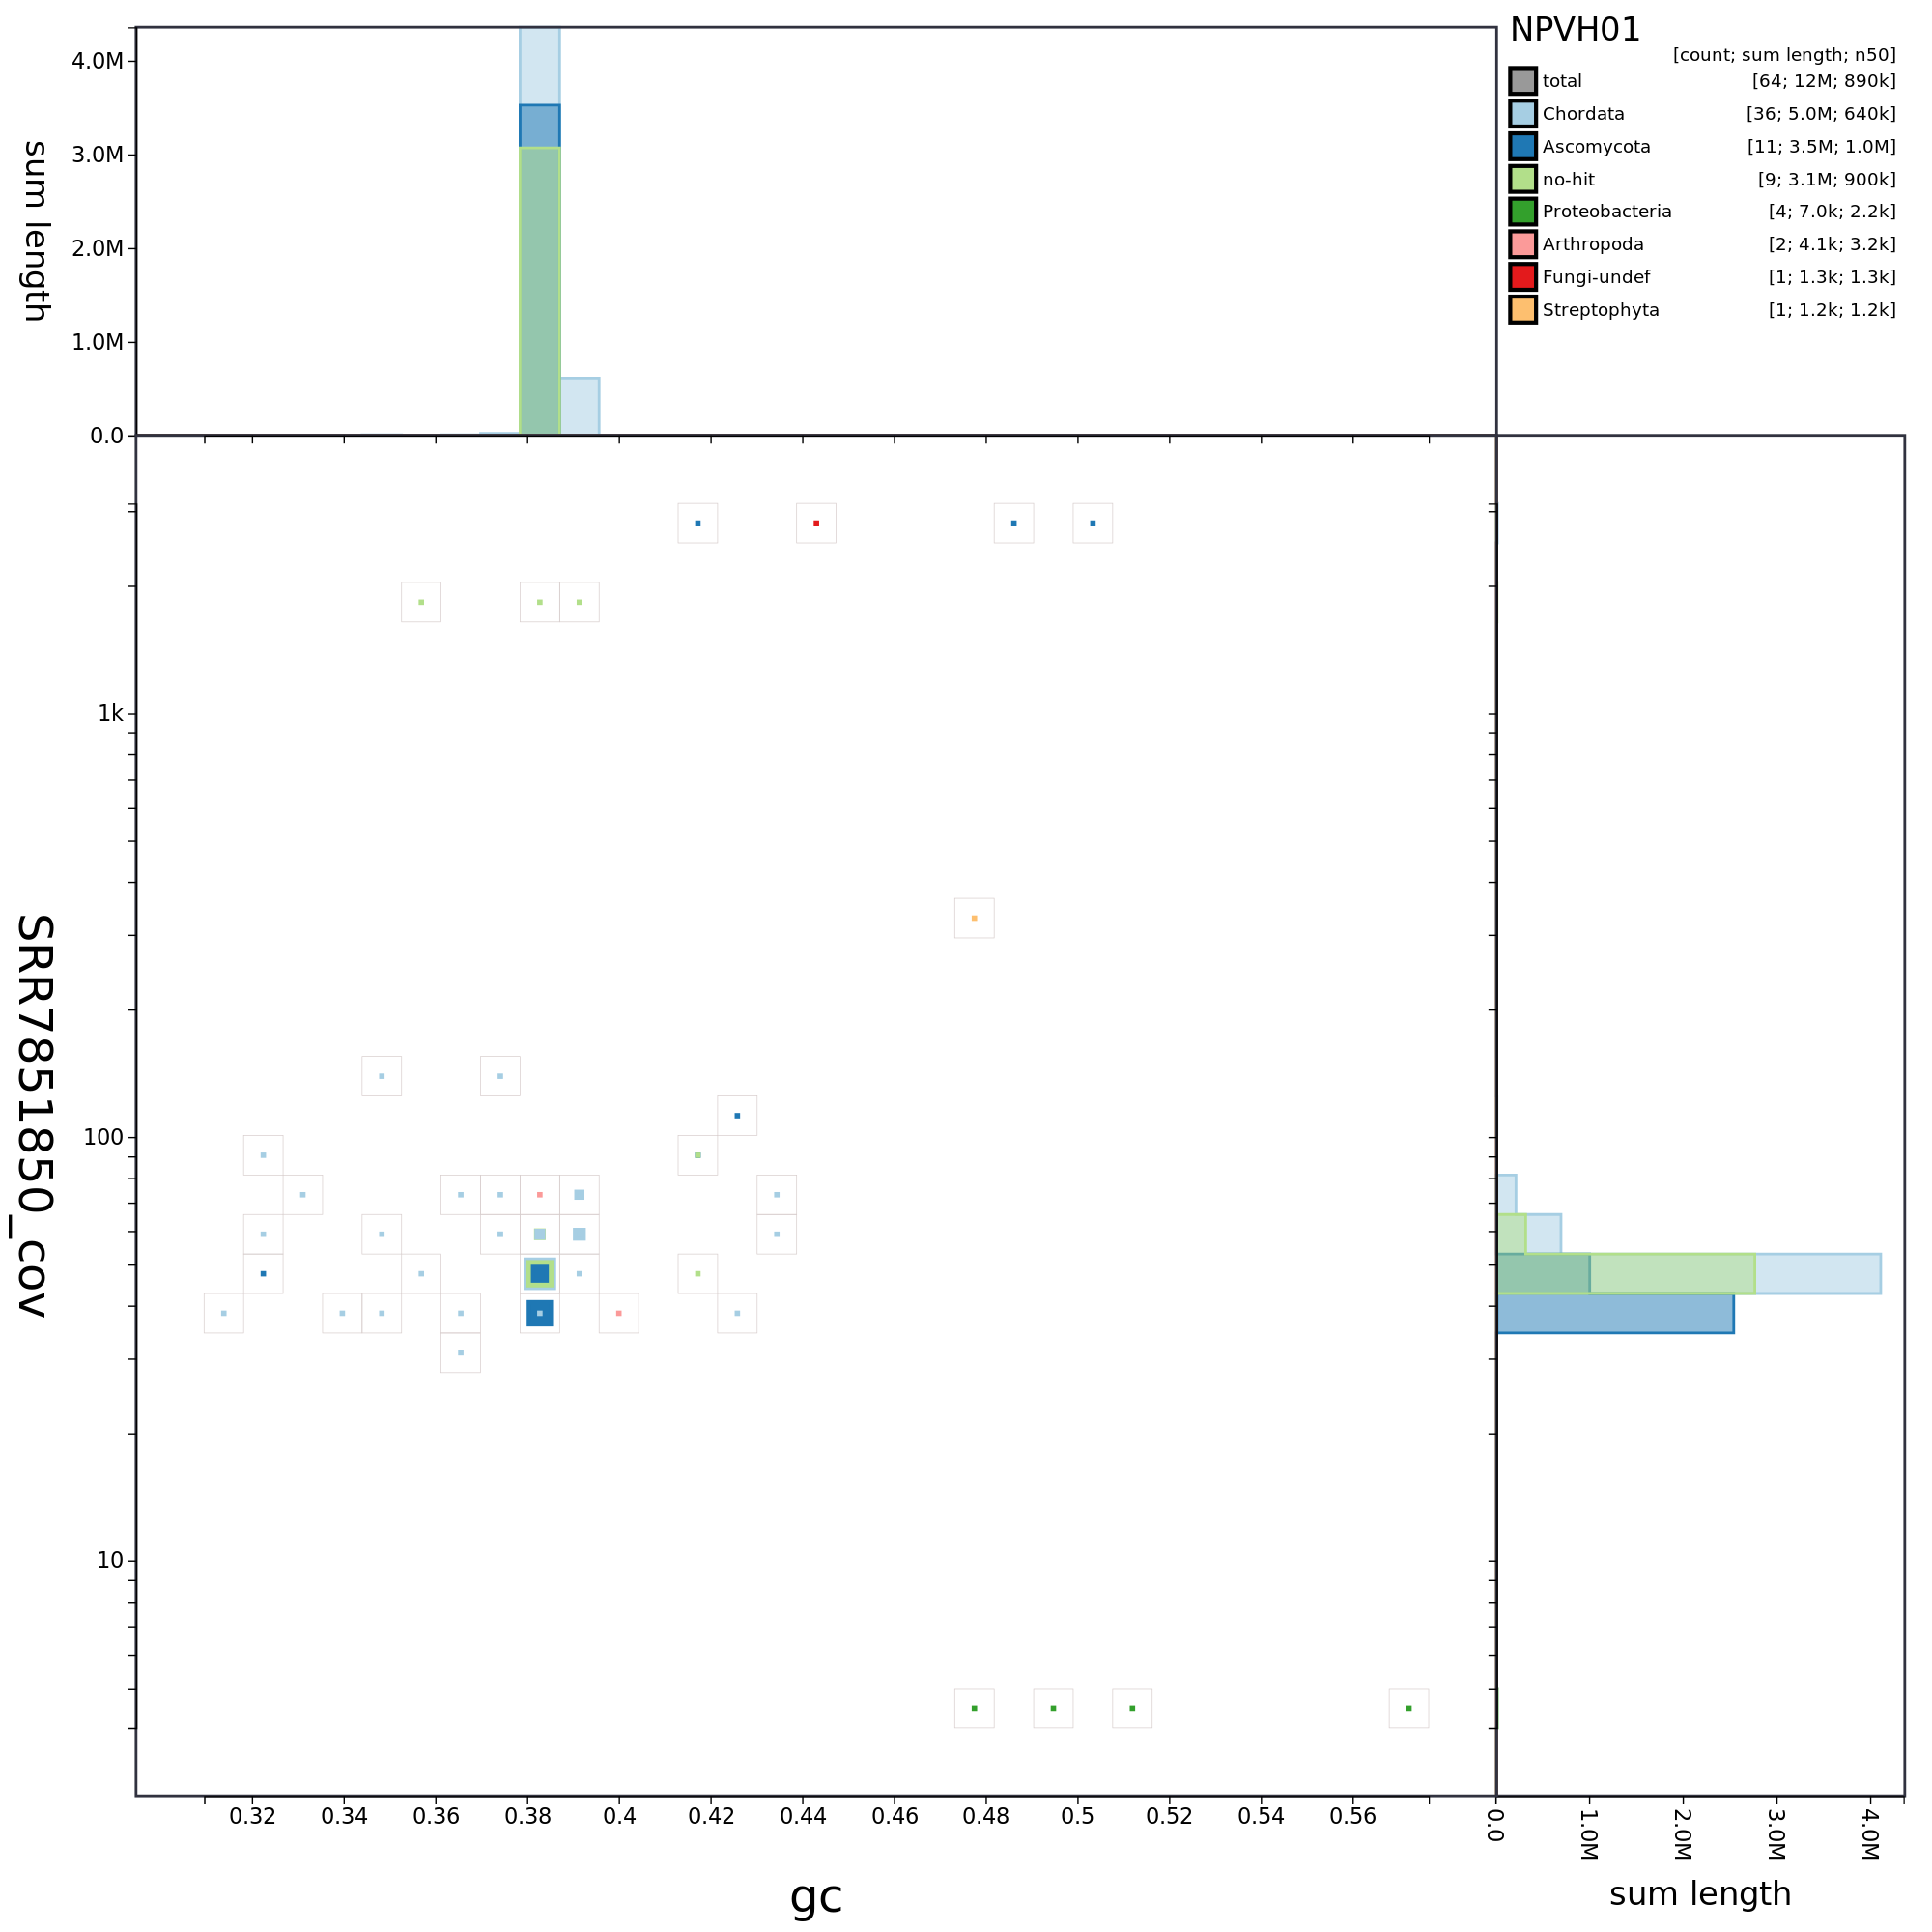 NPVH01
[count; sum length; n50]
total [64; 12M; 890k]
Chordata [36; 5.0M; 640k]
Ascomycota [11; 3.5M; 1.0M]
no-hit [9; 3.1M; 900k]
Proteobacteria [4; 7.0k; 2.2k]
Arthropoda [2; 4.1k; 3.2k]
Fungi-undef [1; 1.3k; 1.3k]
Streptophyta [1; 1.2k; 1.2k]
sum length
4.0M
3.0M
2.0M
1.0M
0.0
SRR7851850_cov
1k
100
10
0.32 0.34 0.36 0.38 0.4 0.42 0.44 0.46 0.48 0.5 0.52 0.54 0.56
gc
0.0 1.0M 2.0M 3.0M 4.0M
sum length